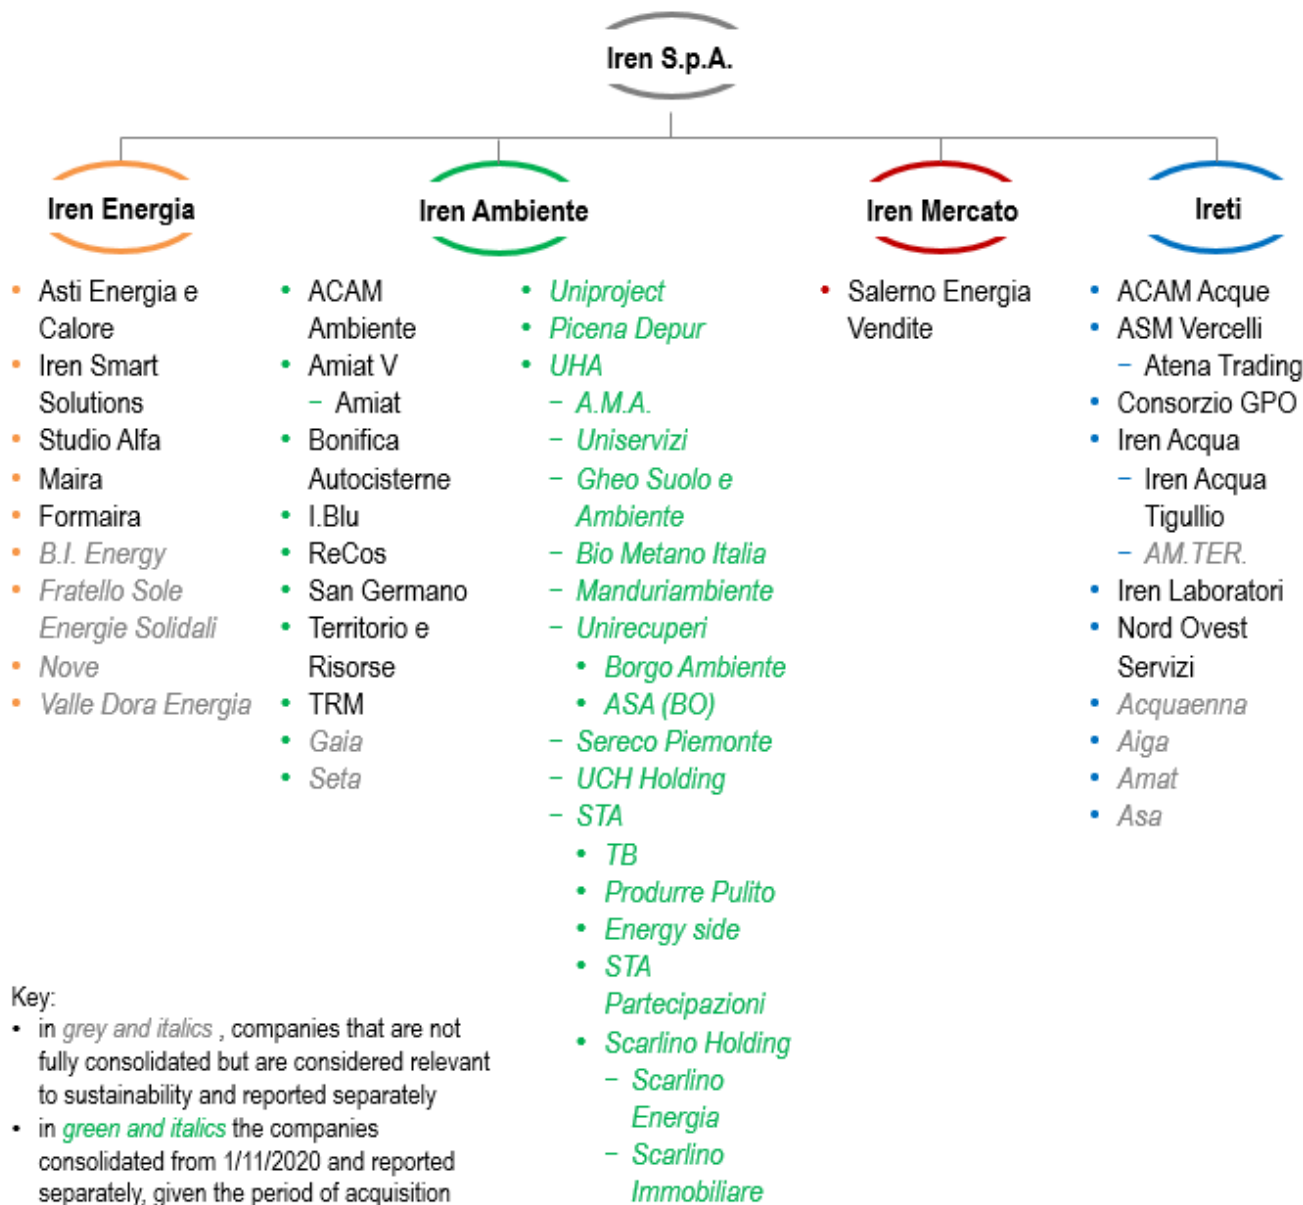 Iren S.p.A.
Iren Energia
• Asti Energia e
Calore
• Iren Smart
Solutions
• Studio Alfa
• Maira
• Formaira
• B.I. Energy
• Fratello Sole
Energie Solidali
• Nove
• Valle Dora Energia
Iren Ambiente
• ACAM
Ambiente
• Amiat V
– Amiat
• Bonifica
Autocisterne
• I.Blu
• ReCos
• San Germano
• Territorio e
Risorse
• TRM
• Gaia
• Seta
• Uniproject
• Picena Depur
• UHA
– A.M.A.
– Uniservizi
– Gheo Suolo e
Ambiente
– Bio Metano Italia
– Manduriambiente
– Unirecuperi
• Borgo Ambiente
• ASA (BO)
– Sereco Piemonte
– UCH Holding
– STA
• TB
• Produrre Pulito
• Energy side
• STA
Partecipazioni
• Scarlino Holding
– Scarlino
Energia
– Scarlino
Immobiliare
Iren Mercato
• Salerno Energia
Vendite
Ireti
• ACAM Acque
• ASM Vercelli
– Atena Trading
• Consorzio GPO
• Iren Acqua
– Iren Acqua
Tigullio
– AM.TER.
• Iren Laboratori
• Nord Ovest
Servizi
• Acquaenna
• Aiga
• Amat
• Asa
Key:
• in grey and italics , companies that are not
fully consolidated but are considered relevant
to sustainability and reported separately
• in green and italics the companies
consolidated from 1/11/2020 and reported
separately, given the period of acquisition